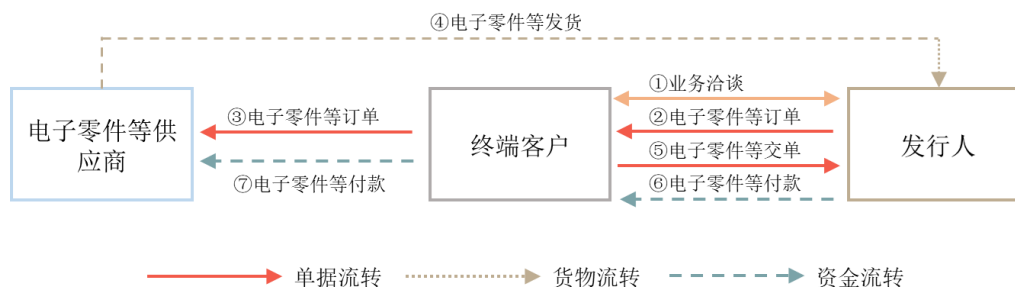 ④电子零件等发货
①业务洽谈
③电子零件等订单
②电子零件等订单
电子零件等供
应商
终端客户
发行人
⑤电子零件等交单
⑦电子零件等付款
⑥电子零件等付款
单据流转
货物流转
资金流转